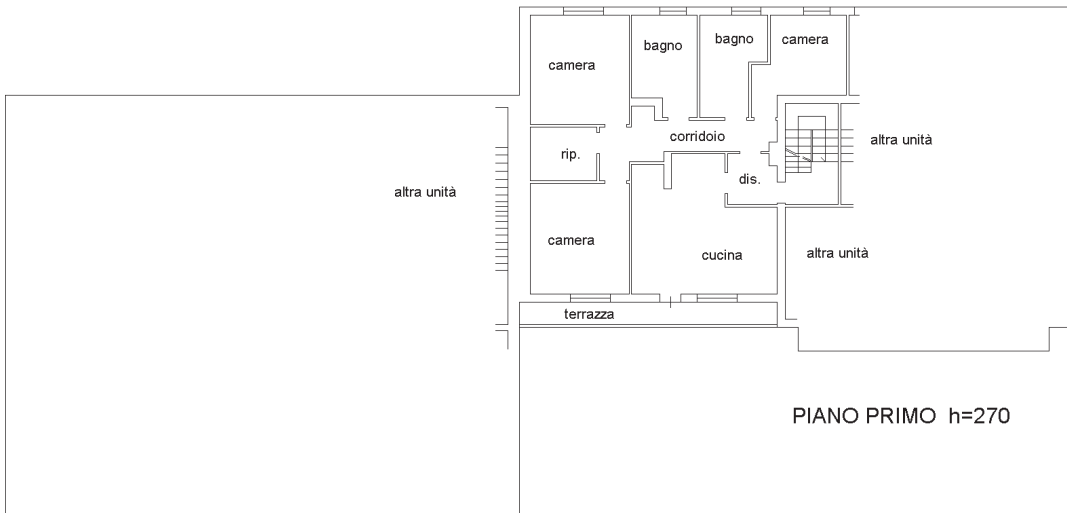 bagno
bagno
camera
camera
corridoio
altra unità
rip.
dis.
altra unità
camera
cucina
altra unità
terrazza
PIANO PRIMO h=270